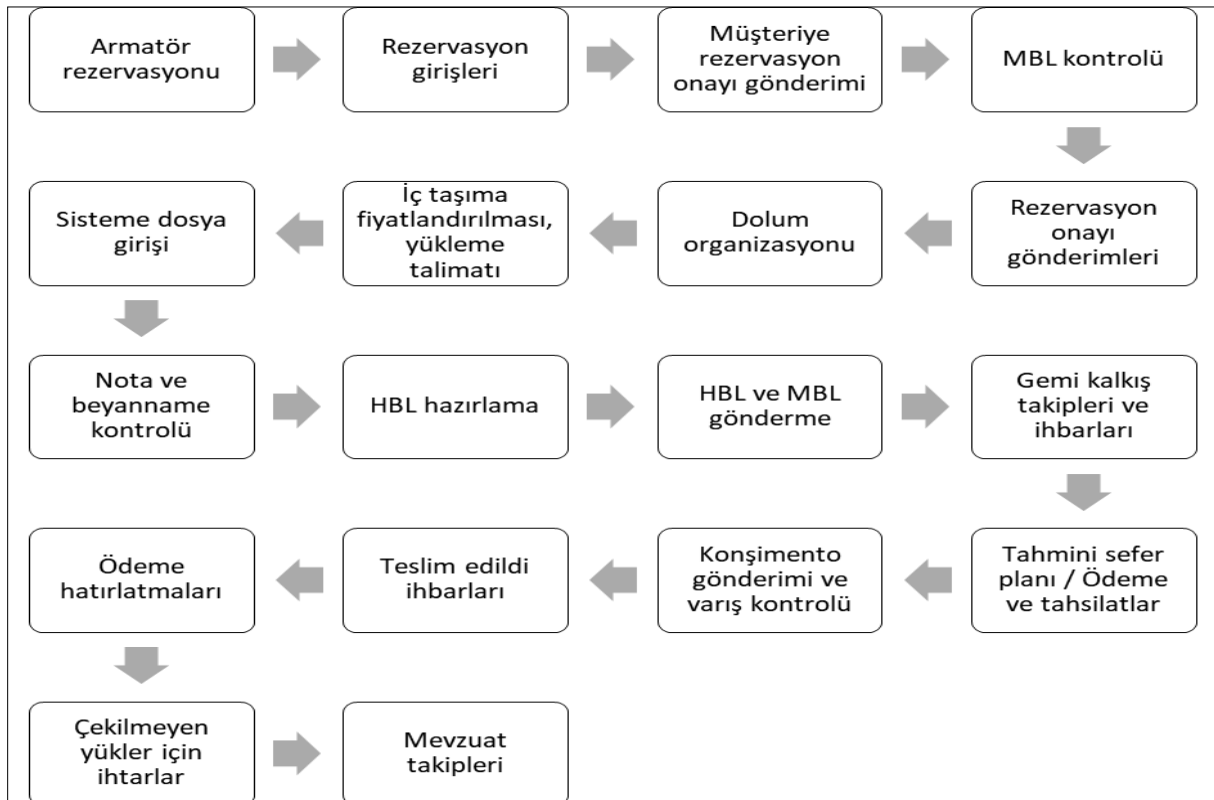 Armatör
rezervasyonu
Rezervasyon
girişleri
Müşteriye
rezervasyon
onayı gönderimi
MBL kontrolü
Rezervasyon
onayı
gönderimleri
Dolum
organizasyonu
İç taşıma
fiyatlandırılması,
yükleme
talimatı
Sisteme dosya
girişi
Nota ve
beyanname
kontrolü
HBL hazırlama
HBL ve MBL
gönderme
Gemi kalkış
takipleri ve
ihbarları
Tahmini sefer
planı / Ödeme
ve tahsilatlar
Konşimento
gönderimi ve
varış kontrolü
Teslim edildi
ihbarları
Ödeme
hatırlatmaları
Çekilmeyen
yükler için
ihtarlar
Mevzuat
takipleri